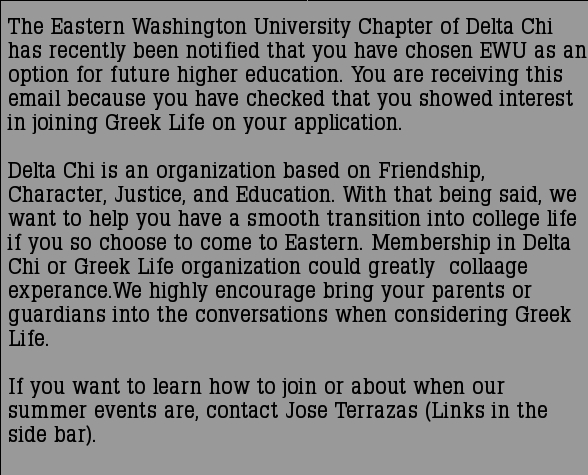 The Eastern Washington University Chapter of Delta Chi
has recently been notified that you have chosen EWU as an
option for future higher education. You are receiving this
email because you have checked that you showed interest
in joining Greek Life on your application.
Delta Chi is an organization based on Friendship,
Character, Justice, and Education. With that being said, we
want to help you have a smooth transition into college life
if you so choose to come to Eastern. Membership in Delta
Chi or Greek Life organization could greatly  collaage
experance.We highly encourage bring your parents or
guardians into the conversations when considering Greek
Life.
If you want to learn how to join or about when our
summer events are, contact Jose Terrazas (Links in the
side bar).